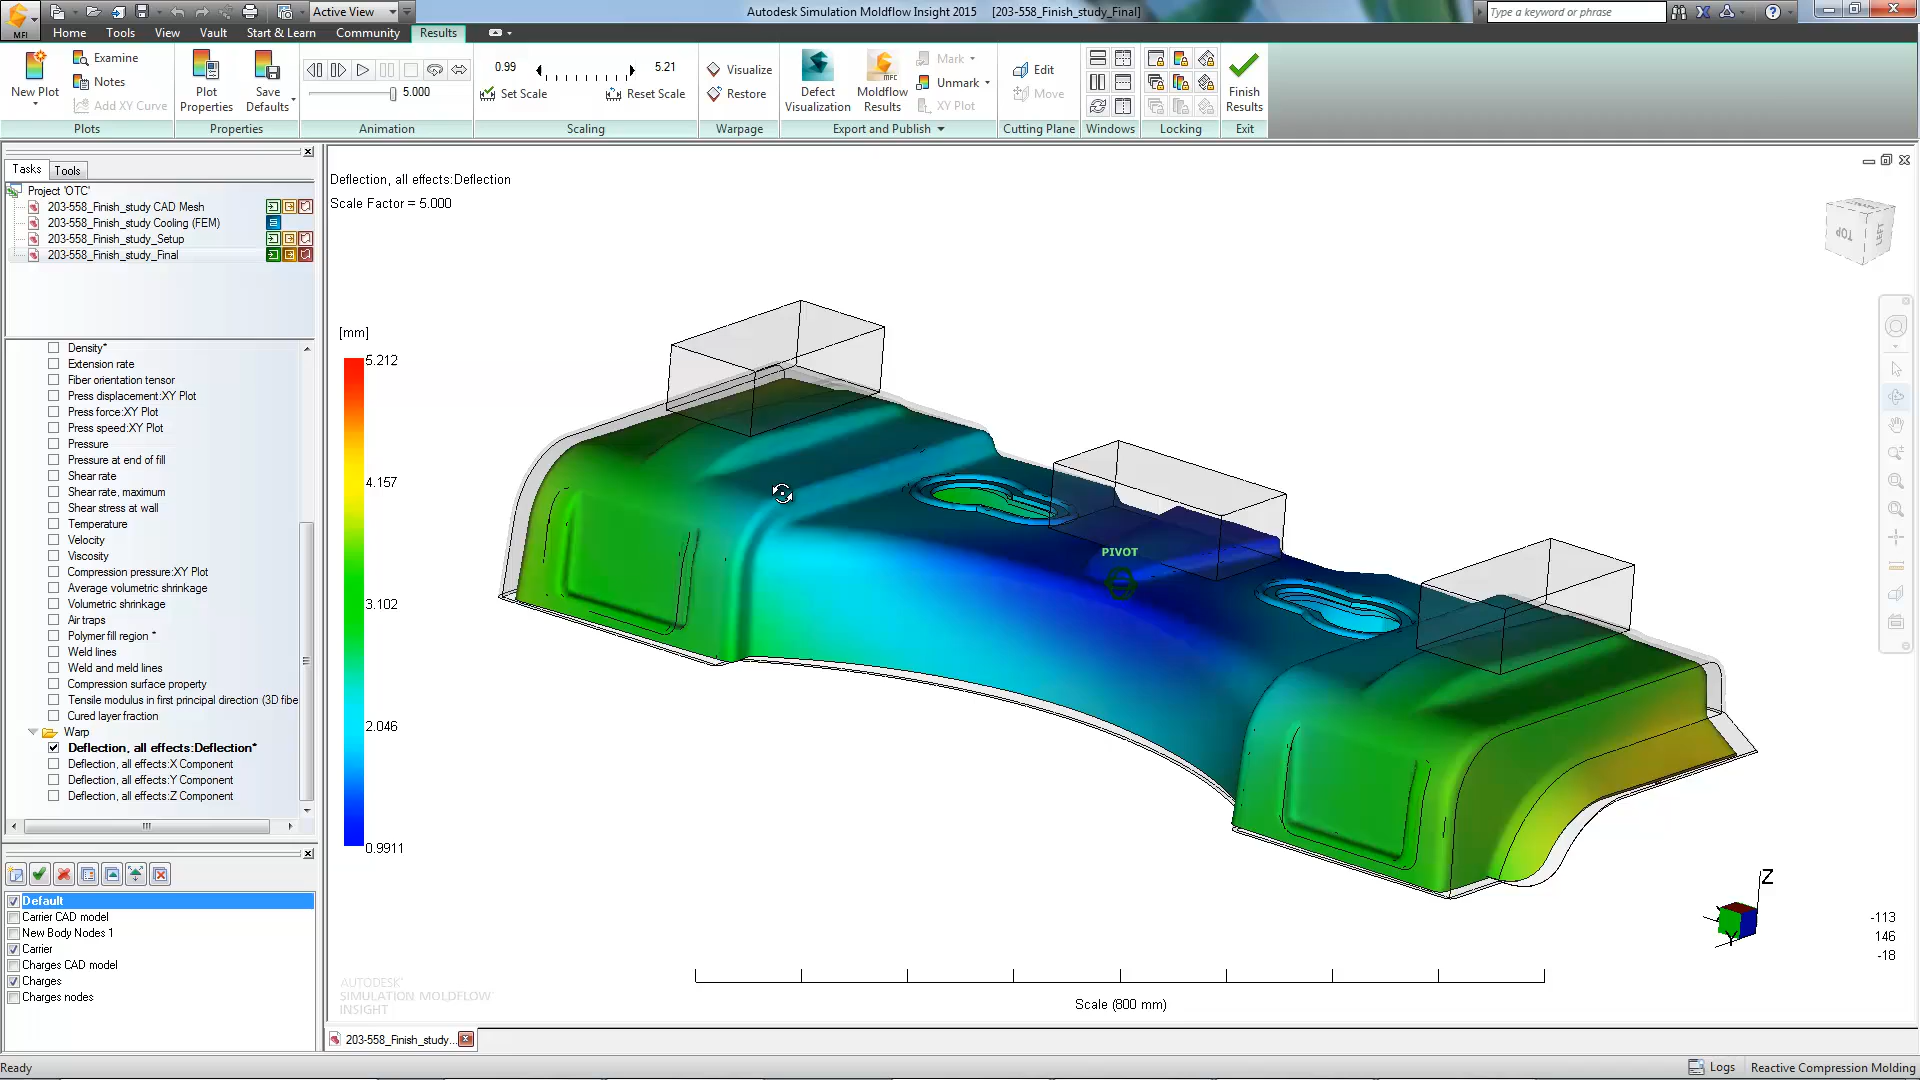 MFI
Active View
Autodesk Simulation Moldflow Insight 2015 [203-558_Finish_study_Final]
Type a keyword or phrase
Home Tools View Vault Start & Learn Community Results
New Plot
Examine
Notes
Add XY Curve
Plots
Plot Properties
Save Defaults
Properties
5.000
Animation
0.99 5.21
Set Scale Reset Scale
Scaling
Visualize
Restore
Warpage
Defect Visualization
MFC
Moldflow Results
Mark
Unmark
XY Plot
Export and Publish
Edit
Move
Cutting Plane
Windows
Locking
Finish Results
Exit
Tasks Tools
Project 'OTC'
203-558_Finish_study CAD Mesh
203-558_Finish_study Cooling (FEM)
203-558_Finish_study_Setup
203-558_Finish_study_Final
Density*
Extension rate
Fiber orientation tensor
Press displacement:XY Plot
Press force:XY Plot
Press speed:XY Plot
Pressure
Pressure at end of fill
Shear rate
Shear rate, maximum
Shear stress at wall
Temperature
Velocity
Viscosity
Compression pressure:XY Plot
Average volumetric shrinkage
Volumetric shrinkage
Air traps
Polymer fill region *
Weld lines
Weld and meld lines
Compression surface property
Tensile modulus in first principal direction (3D fibe
Cured layer fraction
Warp
Deflection, all effects:Deflection*
Deflection, all effects:X Component
Deflection, all effects:Y Component
Deflection, all effects:Z Component
Default
Carrier CAD model
New Body Nodes 1
Carrier
Charges CAD model
Charges
Charges nodes
Deflection, all effects:Deflection
Scale Factor = 5.000
[mm]
5.212
4.157
3.102
2.046
0.9911
PIVOT
TOP
LEFT
Z
Y
-113
146
-18
AUTODESK®
SIMULATION MOLDFLOW®
INSIGHT
Scale (800 mm)
203-558_Finish_study...
Ready
Logs
Reactive Compression Molding